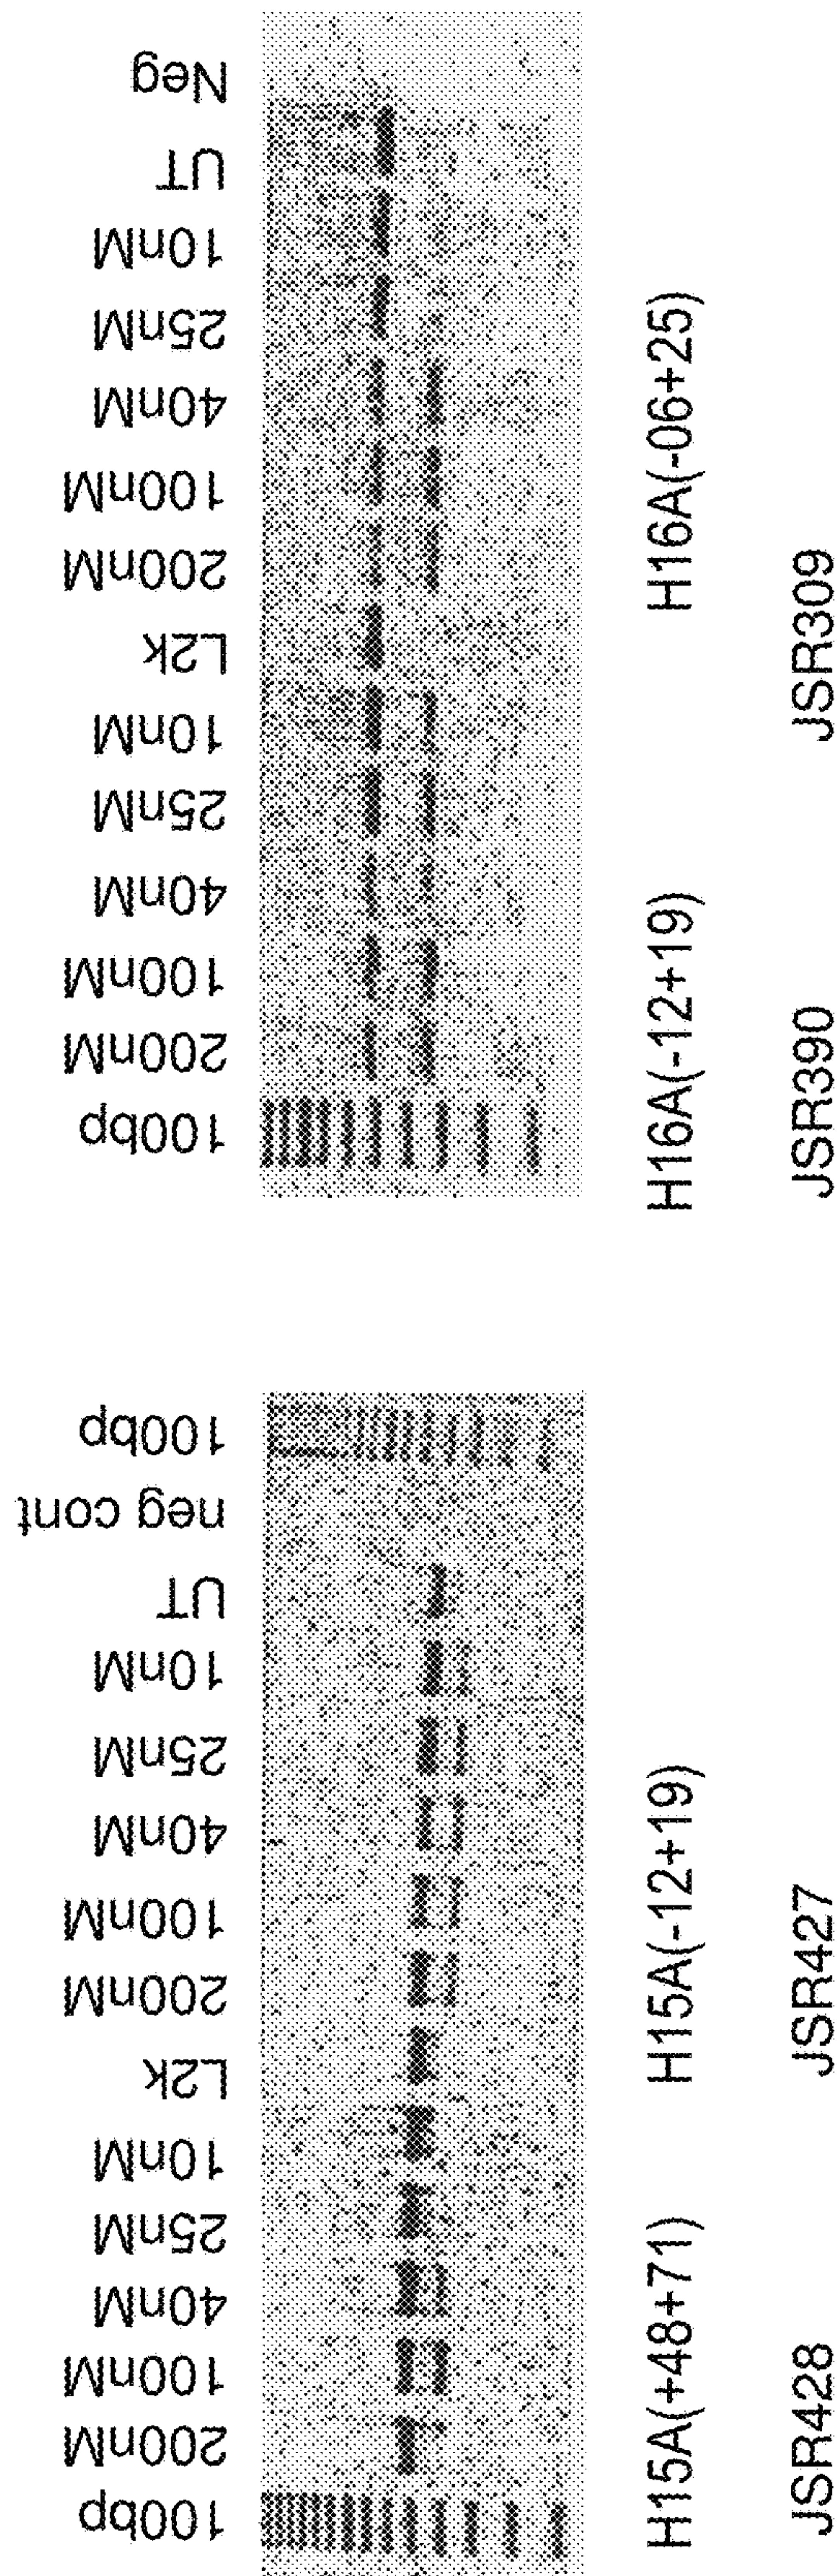 100bp
200nM
100nM
40nM
25nM
10nM
L2k
200nM
100nM
40nM
25nM
10nM
UT
neg cont
100bp
H15A(+48+71)
H15A(-12+19)
JSR428
JSR427
100bp
200nM
100nM
40nM
25nM
10nM
L2k
200nM
100nM
40nM
25nM
10nM
UT
Neg
H16A(-12+19)
H16A(-06+25)
JSR390
JSR309